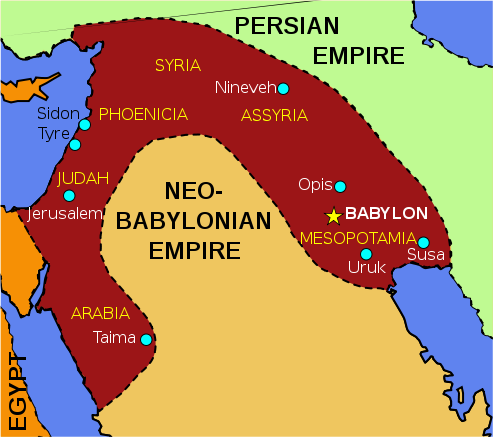 PERSIAN
EMPIRE
SYRIA
Nineveh
PHOENICIA
ASSYRIA
Sidon
Tyre
JUDAH
Jerusalem
NEO-
BABYLONIAN
EMPIRE
Opis
BABYLON
MESOPOTAMIA
Susa
Uruk
ARABIA
Taima
EGYPT